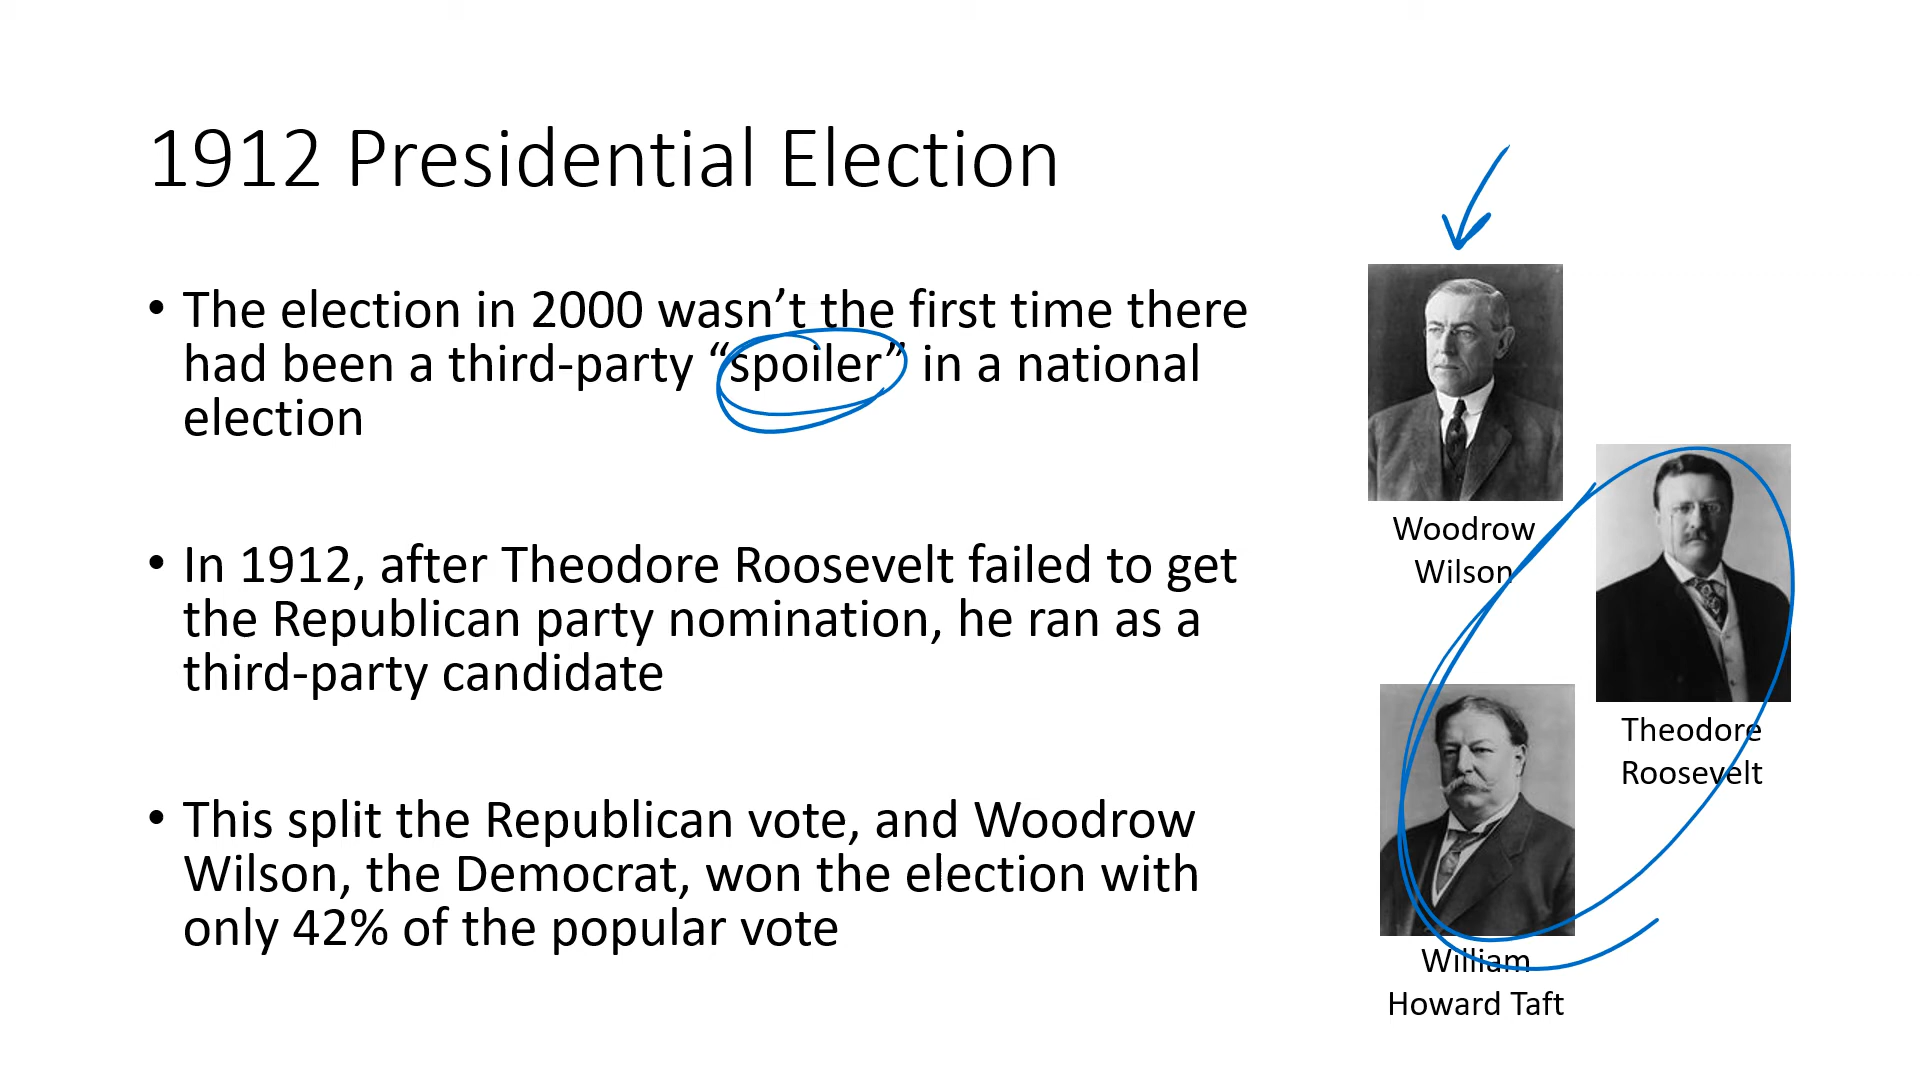 1912 Presidential Election
• The election in 2000 wasn’t the first time there
had been a third-party “spoiler” in a national
election
• In 1912, after Theodore Roosevelt failed to get
the Republican party nomination, he ran as a
third-party candidate
• This split the Republican vote, and Woodrow
Wilson, the Democrat, won the election with
only 42% of the popular vote
Woodrow
Wilson
Theodore
Roosevelt
William
Howard Taft